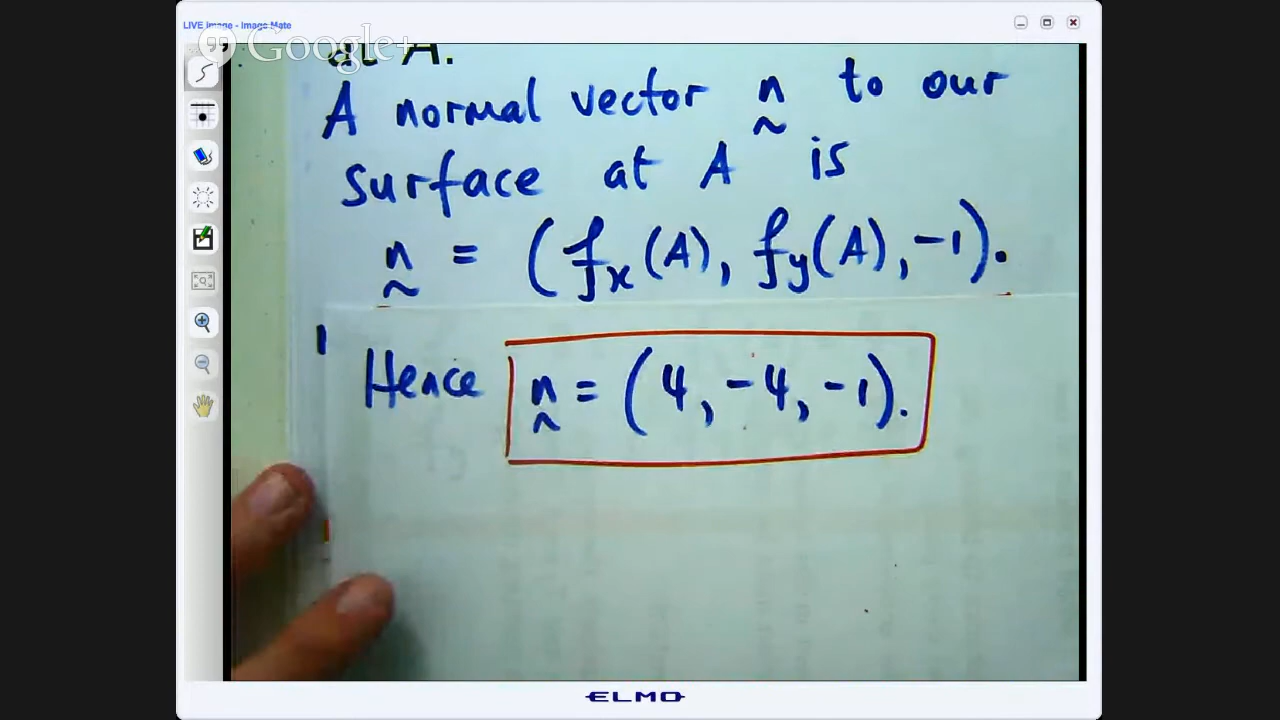 LIVE image - Image Mate
Google+
at A.
A normal vector n to our
~
surface at A is
n = (fx(A), fy(A), -1).
~
Hence n = (4, -4, -1).
~
ELMO